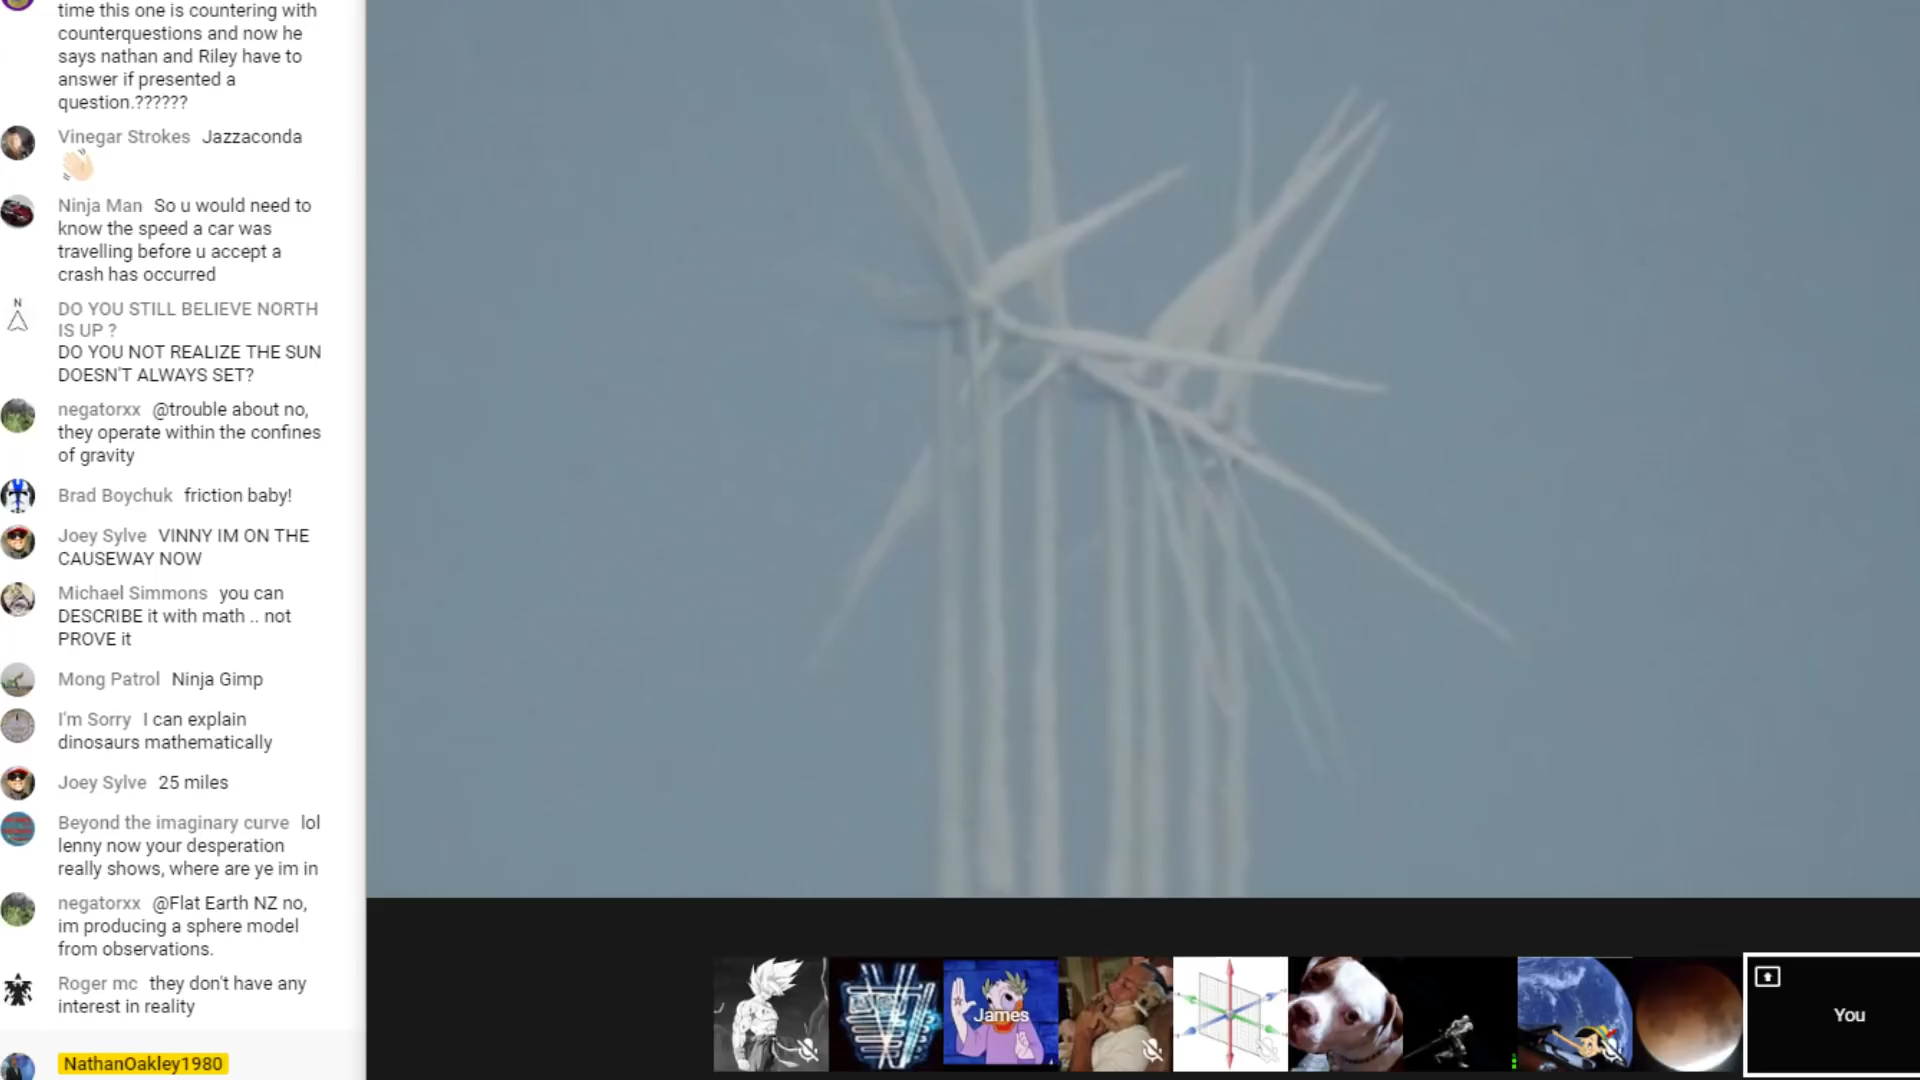 time this one is countering with
counterquestions and now he
says nathan and Riley have to
answer if presented a
question.??????
Vinegar Strokes Jazzaconda
Ninja Man So u would need to
know the speed a car was
travelling before u accept a
crash has occurred
N
DO YOU STILL BELIEVE NORTH
IS UP ?
DO YOU NOT REALIZE THE SUN
DOESN'T ALWAYS SET?
negatorxx @trouble about no,
they operate within the confines
of gravity
Brad Boychuk friction baby!
Joey Sylve VINNY IM ON THE
CAUSEWAY NOW
Michael Simmons you can
DESCRIBE it with math .. not
PROVE it
Mong Patrol Ninja Gimp
I'm Sorry I can explain
dinosaurs mathematically
Joey Sylve 25 miles
Beyond the imaginary curve lol
lenny now your desperation
really shows, where are ye im in
negatorxx @Flat Earth NZ no,
im producing a sphere model
from observations.
Roger mc they don't have any
interest in reality
NathanOakley1980
James
You